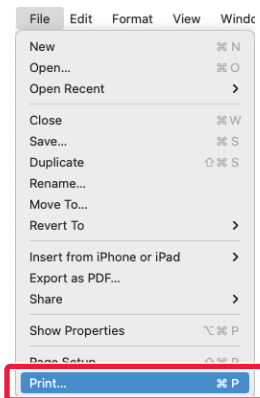 File Edit Format View Windo
New ⌘ N
Open... ⌘ O
Open Recent >
Close ⌘ W
Save... ⌘ S
Duplicate ⇧ ⌘ S
Rename...
Move To...
Revert To >
Insert from iPhone or iPad >
Export as PDF...
Share >
Show Properties ⌥ ⌘ P
Page Setup ⇧ ⌘ P
Print... ⌘ P